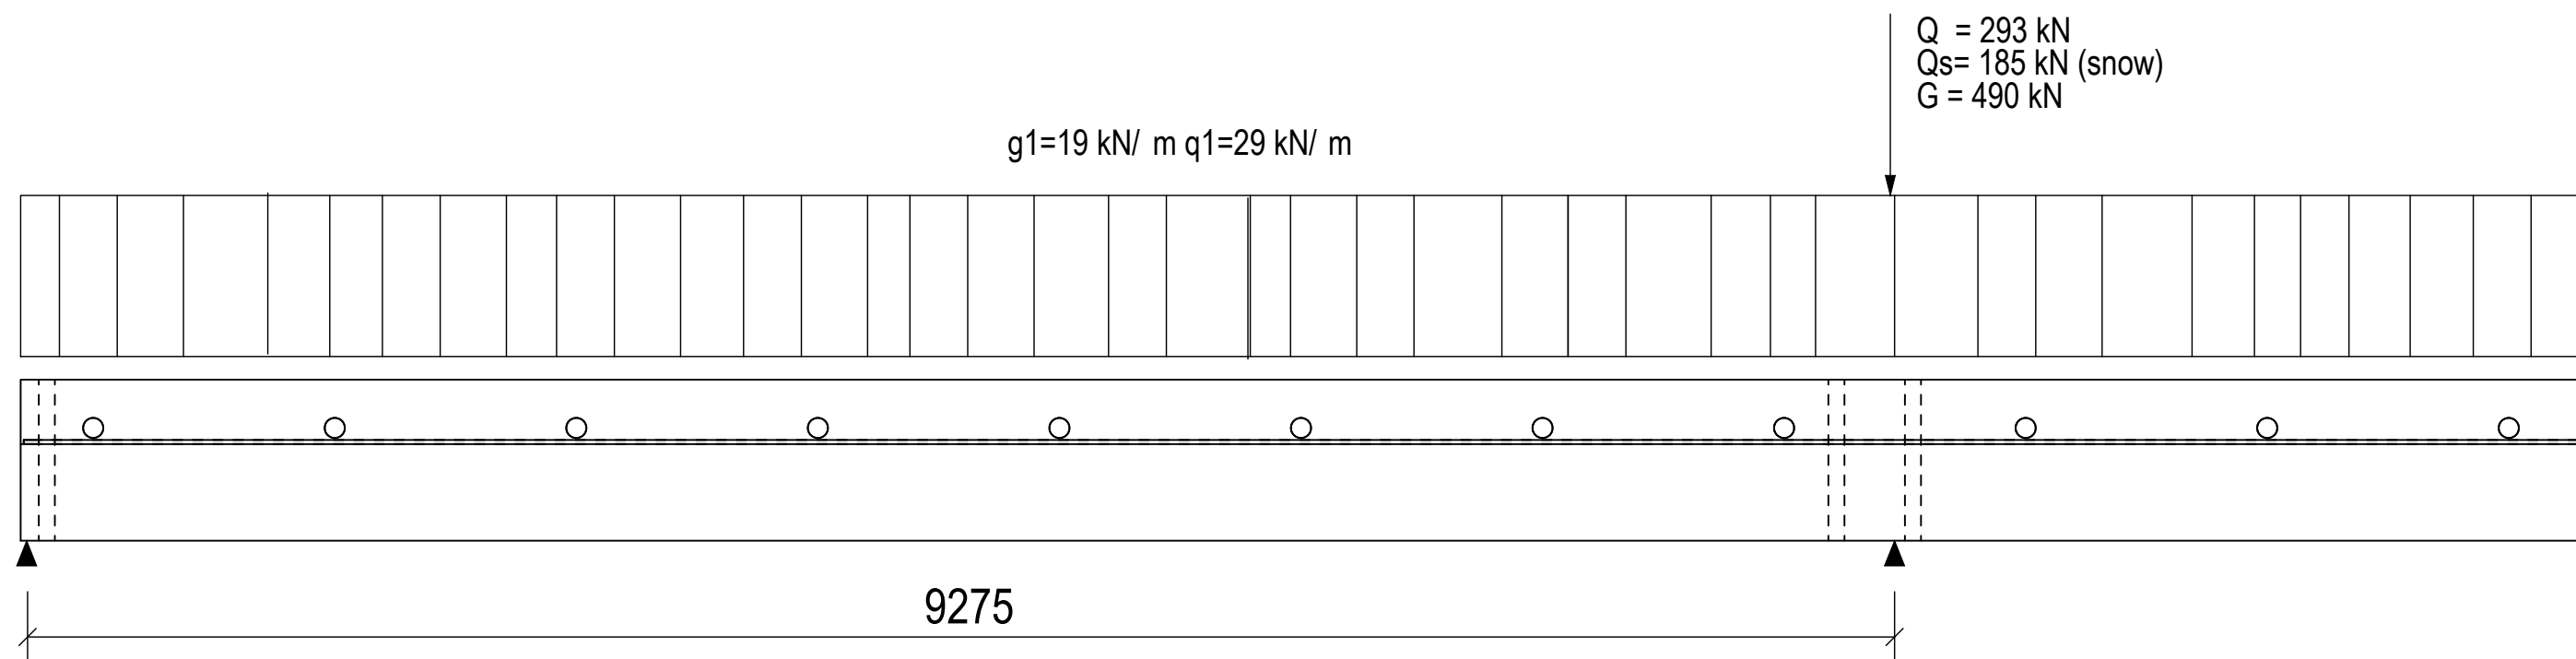 Q = 293 kN
Qs= 185 kN (snow)
G = 490 kN
g1=19 kN/ m q1=29 kN/ m
9275